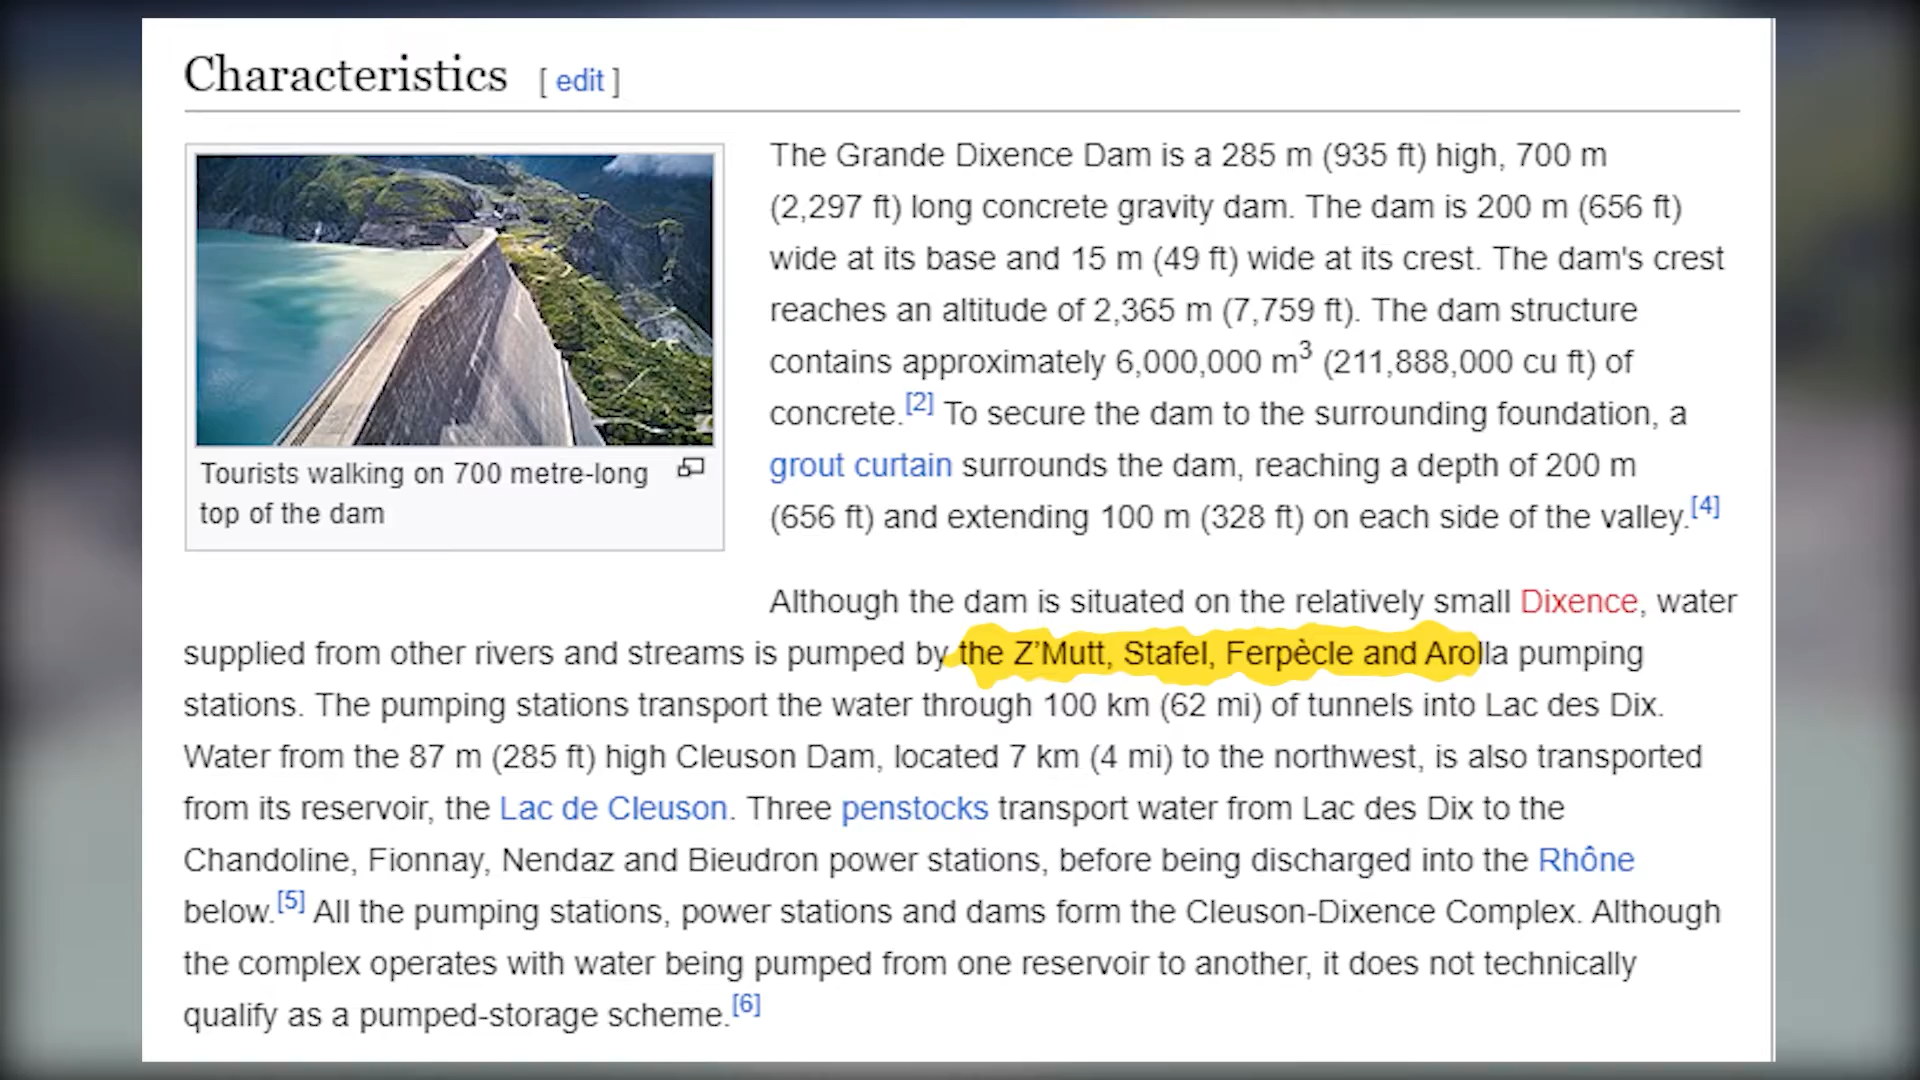 Characteristics [ edit ]
The Grande Dixence Dam is a 285 m (935 ft) high, 700 m
(2,297 ft) long concrete gravity dam. The dam is 200 m (656 ft)
wide at its base and 15 m (49 ft) wide at its crest. The dam's crest
reaches an altitude of 2,365 m (7,759 ft). The dam structure
contains approximately 6,000,000 m³ (211,888,000 cu ft) of
concrete.[2] To secure the dam to the surrounding foundation, a
grout curtain surrounds the dam, reaching a depth of 200 m
(656 ft) and extending 100 m (328 ft) on each side of the valley.[4]
Tourists walking on 700 metre-long
top of the dam
Although the dam is situated on the relatively small Dixence, water
supplied from other rivers and streams is pumped by the Z’Mutt, Stafel, Ferpècle and Arolla pumping
stations. The pumping stations transport the water through 100 km (62 mi) of tunnels into Lac des Dix.
Water from the 87 m (285 ft) high Cleuson Dam, located 7 km (4 mi) to the northwest, is also transported
from its reservoir, the Lac de Cleuson. Three penstocks transport water from Lac des Dix to the
Chandoline, Fionnay, Nendaz and Bieudron power stations, before being discharged into the Rhône
below.[5] All the pumping stations, power stations and dams form the Cleuson-Dixence Complex. Although
the complex operates with water being pumped from one reservoir to another, it does not technically
qualify as a pumped-storage scheme.[6]